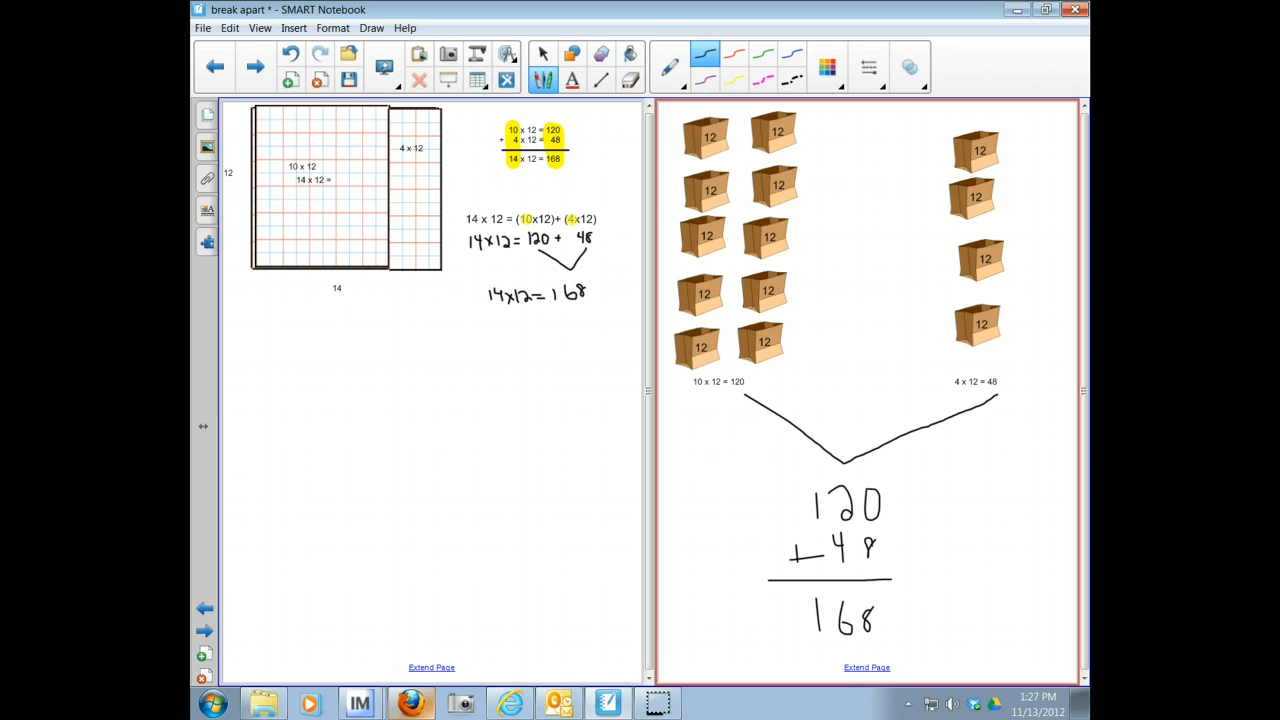 break apart * - SMART Notebook
File Edit View Insert Format Draw Help
12
10 x 12
14 x 12 =
4 x 12
14
10 x 12 = 120
+ 4 x 12 = 48
14 x 12 = 168
14 x 12 = (10x12)+ (4x12)
14x12= 120 + 48
14x12= 168
Extend Page
12 12 12
12 12 12
12 12 12
12 12 12
12 12
10 x 12 = 120 4 x 12 = 48
120
+ 48
168
Extend Page
IM
1:27 PM
11/13/2012